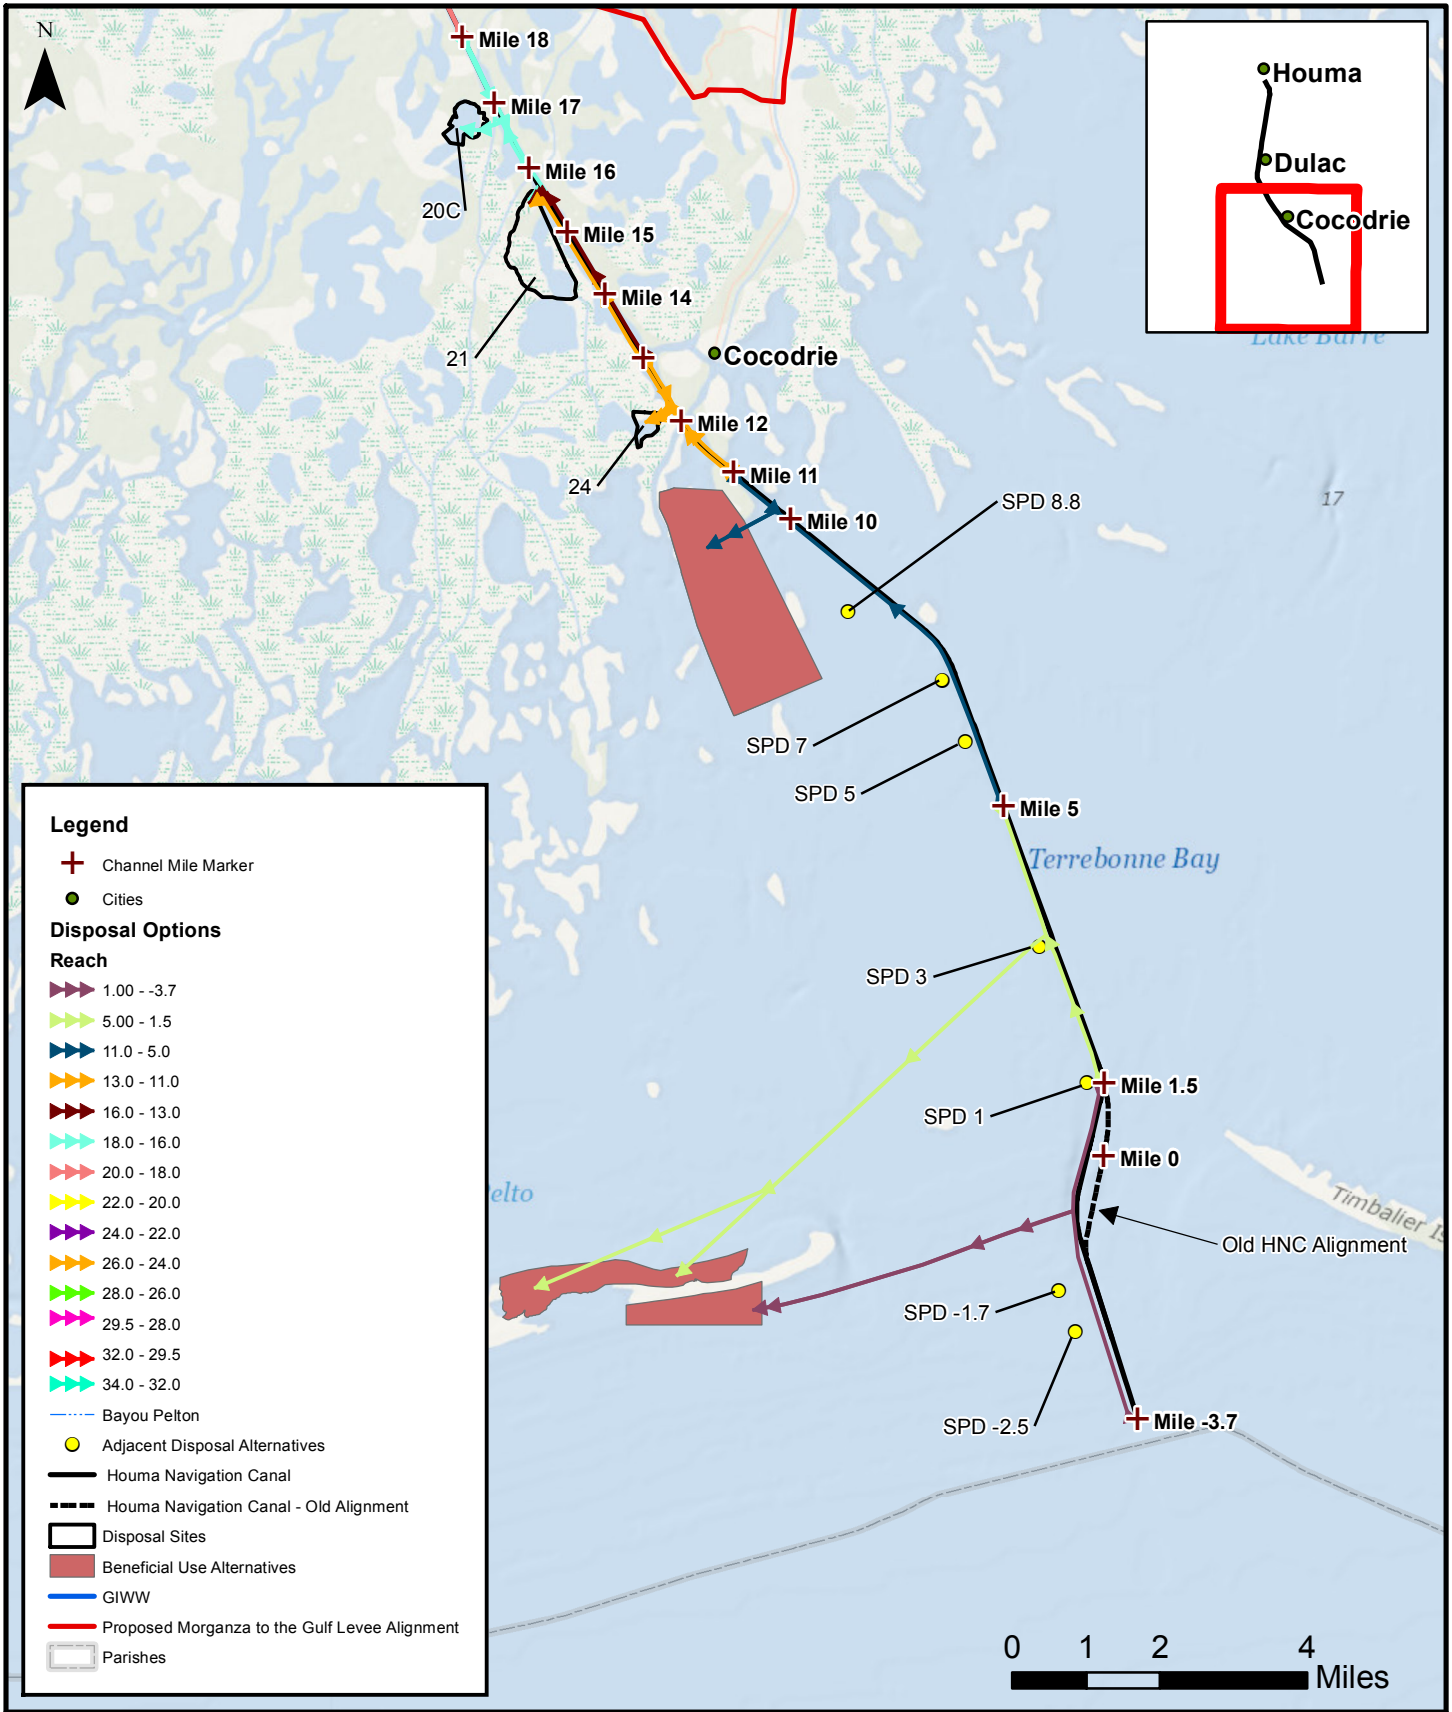 N
Mile 18
Mile 17
Mile 16
20C
Mile 15
Mile 14
21
Cocodrie
Mile 12
24
Mile 11
Mile 10
SPD 8.8
17
SPD 7
SPD 5
Mile 5
Terrebonne Bay
SPD 3
Mile 1.5
SPD 1
Mile 0
elto
Timbalier Is
Old HNC Alignment
SPD -1.7
SPD -2.5
Mile -3.7
Houma
Dulac
Cocodrie
Lake Barre
Legend
Channel Mile Marker
Cities
Disposal Options
Reach
1.00 - -3.7
5.00 - 1.5
11.0 - 5.0
13.0 - 11.0
16.0 - 13.0
18.0 - 16.0
20.0 - 18.0
22.0 - 20.0
24.0 - 22.0
26.0 - 24.0
28.0 - 26.0
29.5 - 28.0
32.0 - 29.5
34.0 - 32.0
Bayou Pelton
Adjacent Disposal Alternatives
Houma Navigation Canal
Houma Navigation Canal - Old Alignment
Disposal Sites
Beneficial Use Alternatives
GIWW
Proposed Morganza to the Gulf Levee Alignment
Parishes
0 1 2 4
Miles